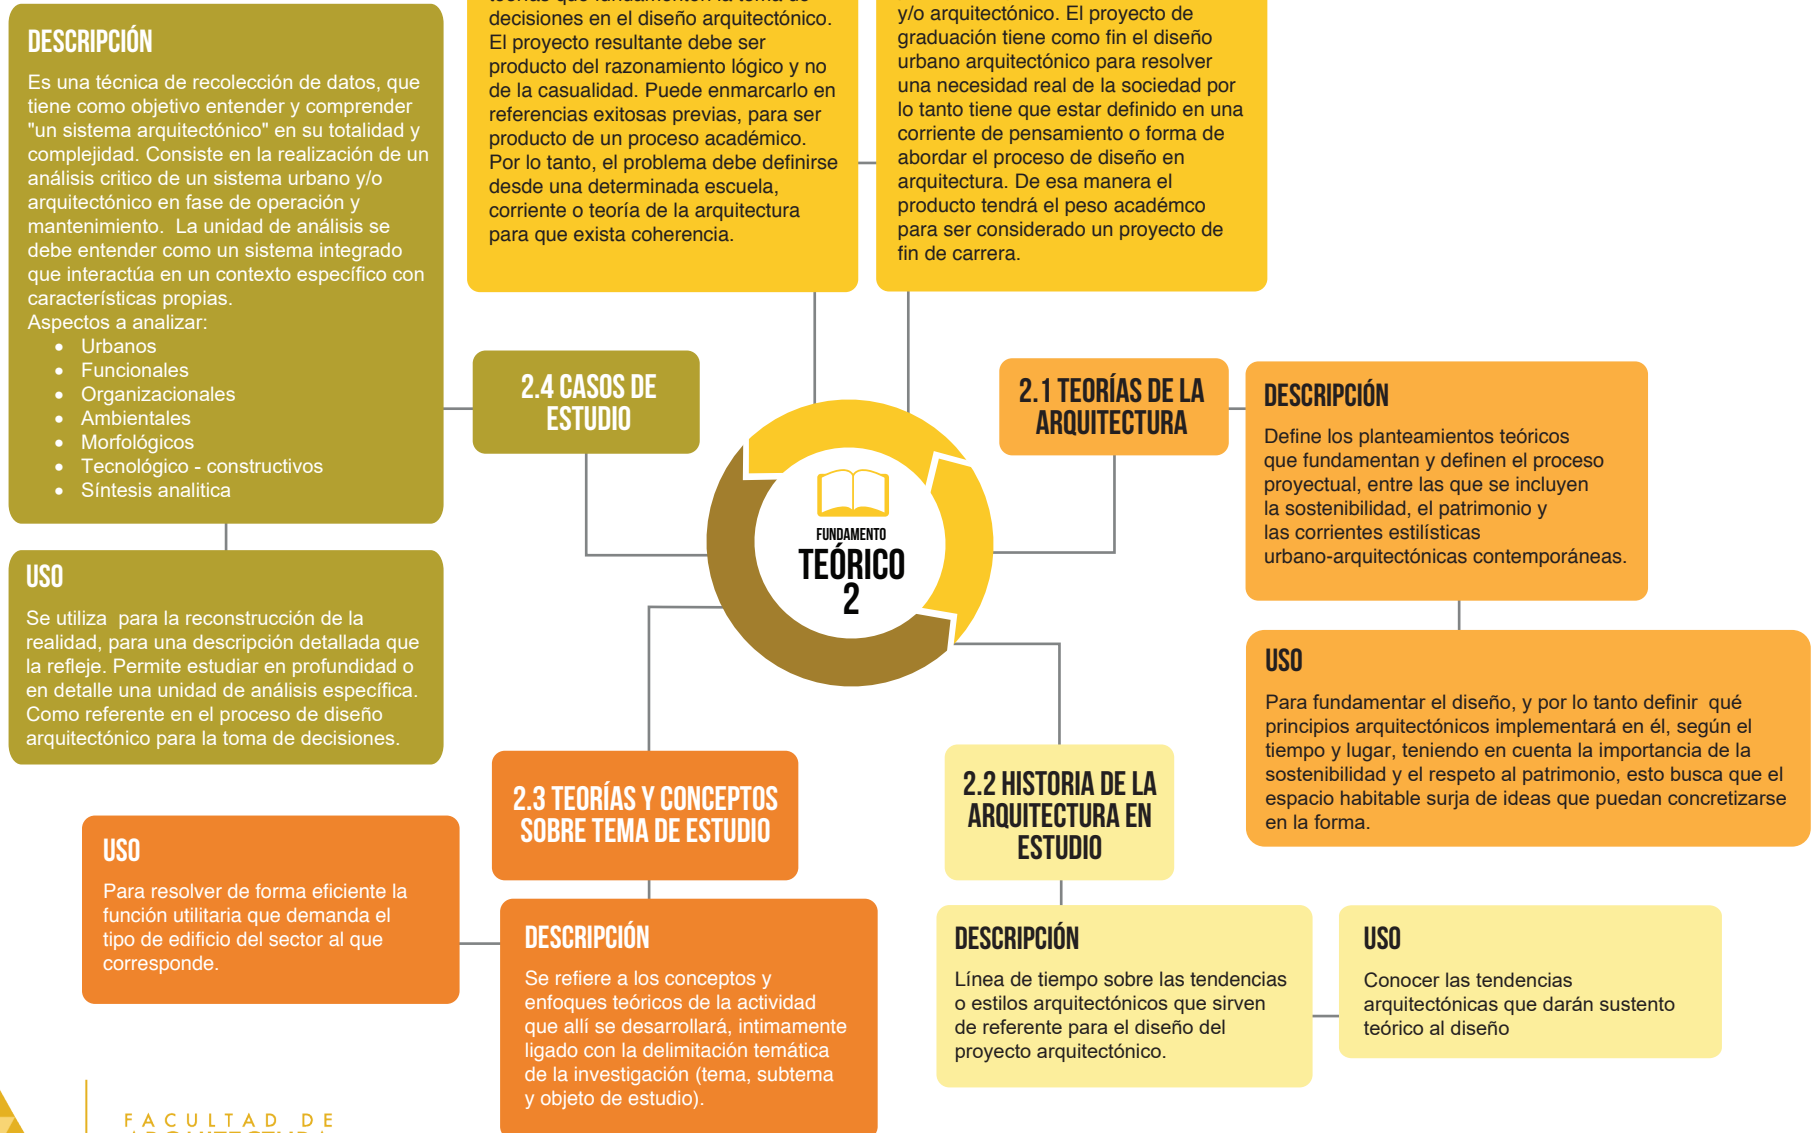 DESCRIPCIÓN
Es una técnica de recolección de datos, que
tiene como objetivo entender y comprender
"un sistema arquitectónico" en su totalidad y
complejidad. Consiste en la realización de un
análisis critico de un sistema urbano y/o
arquitectónico en fase de operación y
mantenimiento.  La unidad de análisis se
debe entender como un sistema integrado
que interactúa en un contexto específico con
características propias.
Aspectos a analizar:
• Urbanos
• Funcionales
• Organizacionales
• Ambientales
• Morfológicos
• Tecnológico - constructivos
• Síntesis analitica
USO
Se utiliza  para la reconstrucción de la
realidad, para una descripción detallada que
la refleje. Permite estudiar en profundidad o
en detalle una unidad de análisis específica.
Como referente en el proceso de diseño
arquitectónico para la toma de decisiones.
2.4 CASOS DE
ESTUDIO
teorías que fundamenten la toma de
decisiones en el diseño arquitectónico.
El proyecto resultante debe ser
producto del razonamiento lógico y no
de la casualidad. Puede enmarcarlo en
referencias exitosas previas, para ser
producto de un proceso académico.
Por lo tanto, el problema debe definirse
desde una determinada escuela,
corriente o teoría de la arquitectura
para que exista coherencia.
y/o arquitectónico. El proyecto de
graduación tiene como fin el diseño
urbano arquitectónico para resolver
una necesidad real de la sociedad por
lo tanto tiene que estar definido en una
corriente de pensamiento o forma de
abordar el proceso de diseño en
arquitectura. De esa manera el
producto tendrá el peso académco
para ser considerado un proyecto de
fin de carrera.
FUNDAMENTO
TEÓRICO
2
2.1 TEORÍAS DE LA
ARQUITECTURA
DESCRIPCIÓN
Define los planteamientos teóricos
que fundamentan y definen el proceso
proyectual, entre las que se incluyen
la sostenibilidad, el patrimonio y
las corrientes estilísticas
urbano-arquitectónicas contemporáneas.
USO
Para fundamentar el diseño, y por lo tanto definir  qué
principios arquitectónicos implementará en él, según el
tiempo y lugar, teniendo en cuenta la importancia de la
sostenibilidad y el respeto al patrimonio, esto busca que el
espacio habitable surja de ideas que puedan concretizarse
en la forma.
2.3 TEORÍAS Y CONCEPTOS
SOBRE TEMA DE ESTUDIO
USO
Para resolver de forma eficiente la
función utilitaria que demanda el
tipo de edificio del sector al que
corresponde.
DESCRIPCIÓN
Se refiere a los conceptos y
enfoques teóricos de la actividad
que allí se desarrollará, intimamente
ligado con la delimitación temática
de la investigación (tema, subtema
y objeto de estudio).
2.2 HISTORIA DE LA
ARQUITECTURA EN
ESTUDIO
DESCRIPCIÓN
Línea de tiempo sobre las tendencias
o estilos arquitectónicos que sirven
de referente para el diseño del
proyecto arquitectónico.
USO
Conocer las tendencias
arquitectónicas que darán sustento
teórico al diseño
FACULTAD DE
ARQUITECTURA